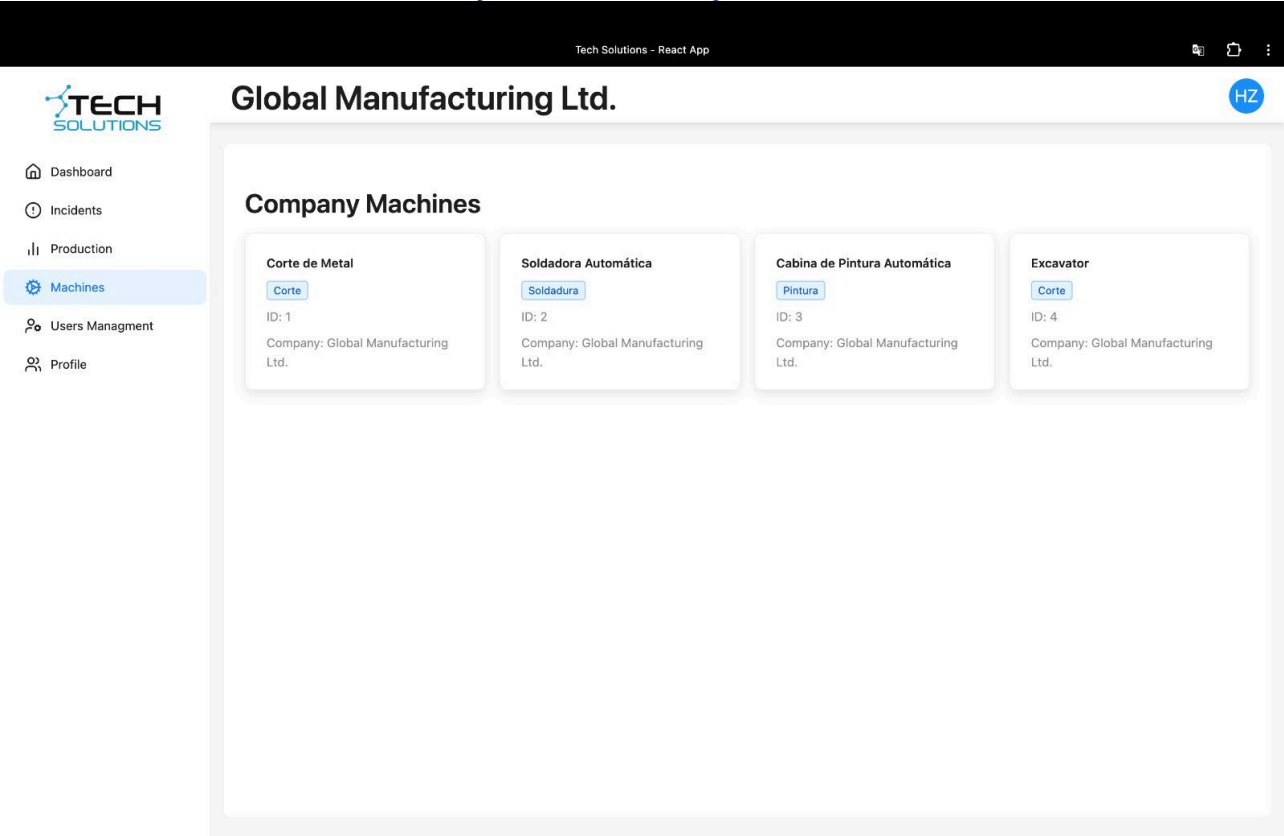 Tech Solutions - React App
TECH
SOLUTIONS
Global Manufacturing Ltd.
HZ
Dashboard
Incidents
Production
Machines
Users Managment
Profile
Company Machines
Corte de Metal
Corte
ID: 1
Company: Global Manufacturing
Ltd.
Soldadora Automática
Soldadura
ID: 2
Company: Global Manufacturing
Ltd.
Cabina de Pintura Automática
Pintura
ID: 3
Company: Global Manufacturing
Ltd.
Excavator
Corte
ID: 4
Company: Global Manufacturing
Ltd.